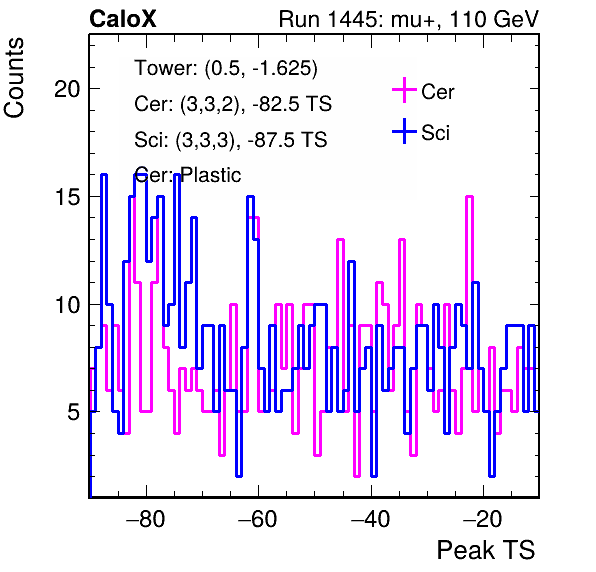 CaloX Run 1445: mu+, 110 GeV
Counts
Tower: (0.5, -1.625)
Cer: (3,3,2), -82.5 TS
Sci: (3,3,3), -87.5 TS
Cer: Plastic
Cer
Sci
20
15
10
5
−80 −60 −40 −20
Peak TS